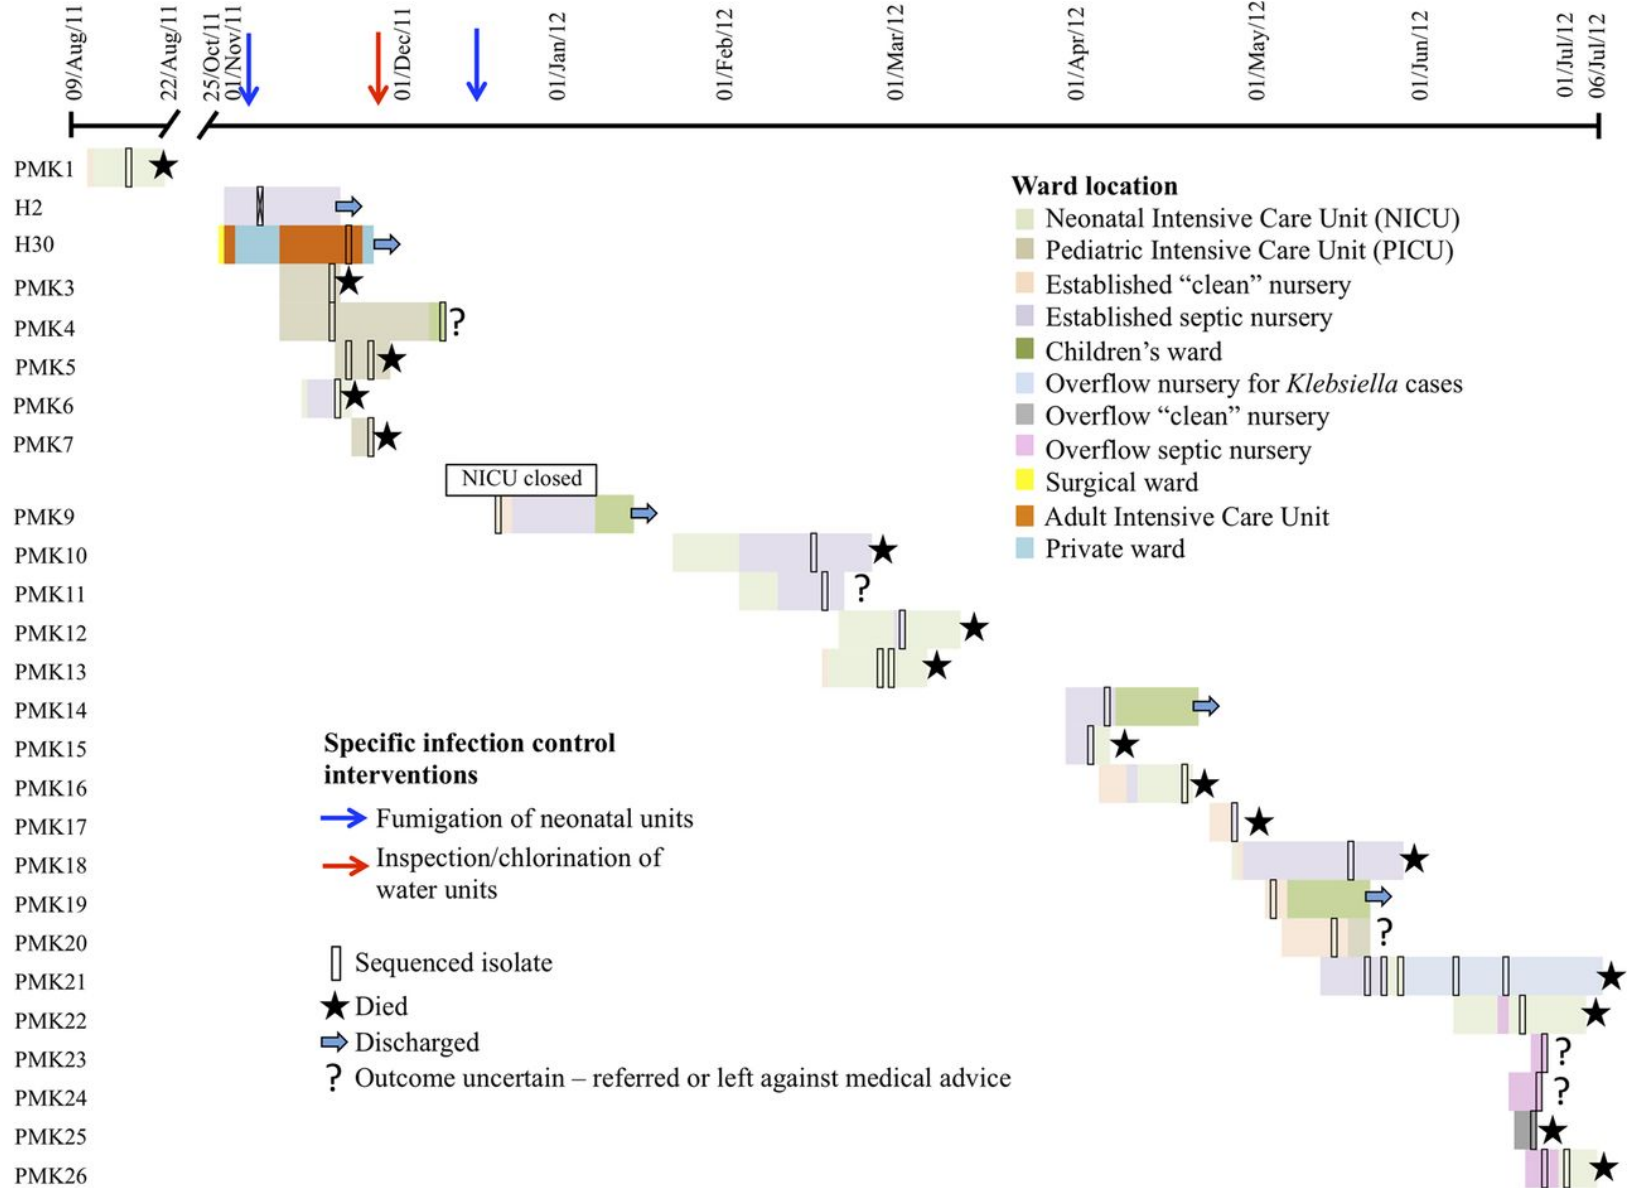 09/Aug/11
22/Aug/11
25/Oct/11
01/Nov/11
01/Dec/11
01/Jan/12
01/Feb/12
01/Mar/12
01/Apr/12
01/May/12
01/Jun/12
01/Jul/12
06/Jul/12
PMK1
H2
H30
PMK3
PMK4
?
PMK5
PMK6
PMK7
NICU closed
PMK9
PMK10
PMK11
?
PMK12
PMK13
PMK14
PMK15
PMK16
PMK17
PMK18
PMK19
PMK20
?
PMK21
PMK22
PMK23
?
PMK24
?
PMK25
PMK26
Ward location
Neonatal Intensive Care Unit (NICU)
Pediatric Intensive Care Unit (PICU)
Established “clean” nursery
Established septic nursery
Children’s ward
Overflow nursery for Klebsiella cases
Overflow “clean” nursery
Overflow septic nursery
Surgical ward
Adult Intensive Care Unit
Private ward
Specific infection control
interventions
Fumigation of neonatal units
Inspection/chlorination of
water units
Sequenced isolate
Died
Discharged
? Outcome uncertain – referred or left against medical advice